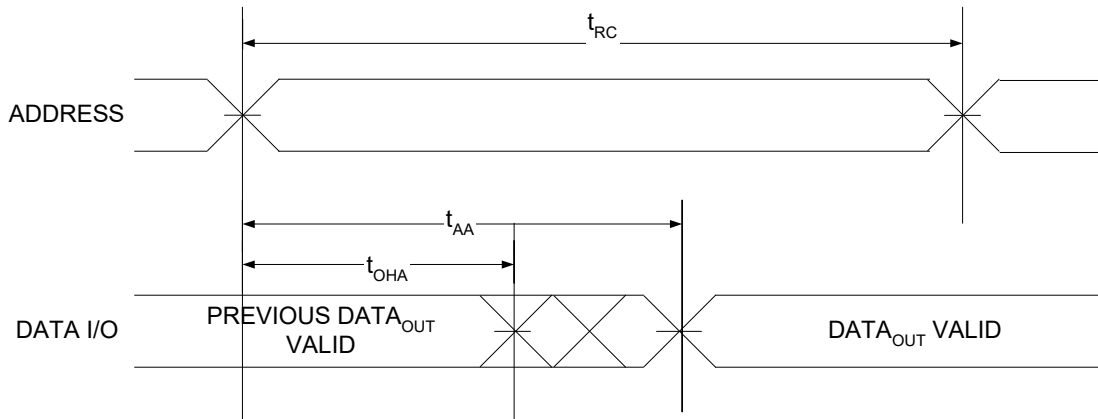 tRC
ADDRESS
tAA
tOHA
DATA I/O
PREVIOUS DATAOUT
VALID
DATAOUT VALID